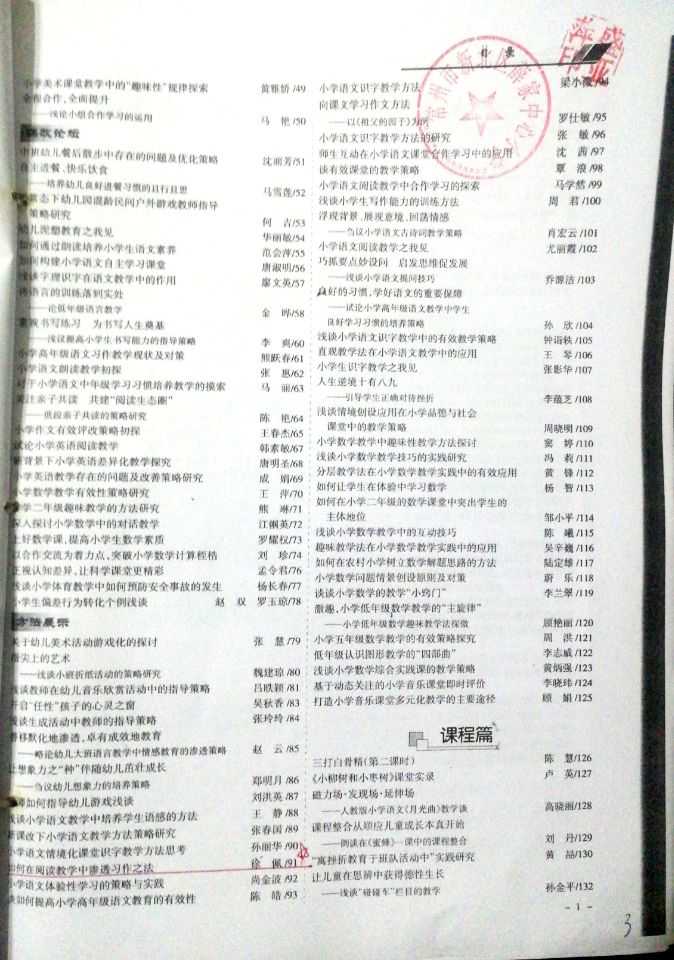 目 录
小学美术课堂教学中的“趣味性”规律探索 黄雅娇/49
全程合作,全面提升
——浅论小组合作学习的运用 马 艳/50
论坛
中班幼儿餐后散步中存在的问题及优化策略 沈丽芳/51
自主进餐、快乐饮食
——培养幼儿良好进餐习惯的且行且思 马雪莲/52
常态下幼儿园混龄民间户外游戏教师指导
策略研究 何 吉/53
幼儿泥塑教育之我见 华丽敏/54
如何通过朗读培养小学生语文素养 范会萍/55
如何构建小学语文自主学习课堂 唐淑明/56
浅谈字理识字在语文教学中的作用 廖文英/57
将语言的训练落到实处
——论低年级语言教学 金 晔/58
重视书写练习 为书写人生奠基
——浅议提高小学生书写能力的指导策略 李 爽/60
小学高年级语文习作教学现状及对策 熊跃春/61
小学语文朗读教学初探 张 惠/62
对于小学语文中年级学习习惯培养教学的摸索 马 丽/63
关注亲子共读 共建“阅读生态圈”
——低段亲子共读的策略研究 陈 艳/64
小学作文有效评改策略初探 王春杰/65
试论小学英语阅读教学 韩素敏/67
新背景下小学英语差异化教学探究 唐明圣/68
小学英语教学存在的问题及改善策略研究 成 娟/69
小学数学教学有效性策略研究 王 萍/70
小学二年级趣味教学的方法研究 熊 琳/71
深入探讨小学数学中的对话教学 江桐英/72
上好数学课,提高小学生数学素质 罗耀权/73
以合作交流为着力点,突破小学数学计算桎梏 刘 珍/74
正视认知差异,让科学课堂更精彩 孟令君/76
浅谈小学体育教学中如何预防安全事故的发生 杨长春/77
小学生偏差行为转化个例浅谈 赵 双 罗玉琼/78
方法展示
关于幼儿美术活动游戏化的探讨 张 慧/79
指尖上的艺术
——浅谈小班折纸活动的策略研究 魏建琼/80
浅谈教师在幼儿音乐欣赏活动中的指导策略 吕联颖/81
开启“任性”孩子的心灵之窗 吴秋香/83
浅谈生成活动中教师的指导策略 张玲玲/84
潜移默化地渗透,卓有成效地教育
——略论幼儿大班语言教学中情感教育的渗透策略 赵 云/85
让想象力之“种”伴随幼儿茁壮成长
——刍议幼儿想象力的培养策略 郑明月/86
教师如何指导幼儿游戏浅谈 刘洪英/87
浅谈小学语文教学中培养学生语感的方法 王 静/88
新课改下小学语文教学方法策略研究 张春国/89
小学语文情境化课堂识字教学方法思考 孙丽华/90
如何在阅读教学中渗透习作之法 徐 佩/91
小学语文体验性学习的策略与实践 尚金波/92
谈如何提高小学高年级语文教育的有效性 陈 皓/93
小学语文识字教学方法 梁小薇/94
向课文学习作文方法
——以《祖父的园子》为例 罗仕敏/95
小学语文识字教学方法的研究 张 敏/96
师生互动在小学语文课堂合作学习中的应用 沈 茜/97
谈有效课堂的教学策略 覃 浪/98
小学语文阅读教学中合作学习的探索 马学然/99
浅谈小学生写作能力的训练方法 周 君/100
浮观背景、展现意境、回荡情感
——刍议小学语文古诗词教学策略 肖宏云/101
小学语文阅读教学之我见 尤丽霞/102
巧抓要点妙设问 启发思维促发展
——浅谈小学语文提问技巧 乔源洁/103
良好的习惯,学好语文的重要保障
——试论小学高年级语文教学中学生
良好学习习惯的培养策略 孙 欣/104
浅谈小学语文识字教学中的有效教学策略 钟诣轶/105
直观教学法在小学语文教学中的应用 王 琴/106
小学生识字教学之我见 张影华/107
人生逆境十有八九
——引导学生正确对待挫折 李蕴芝/108
浅谈情境创设应用在小学品德与社会
课堂中的教学策略 周晓明/109
小学数学教学中趣味性教学方法探讨 窦 婷/110
浅谈小学数学教学技巧的实践研究 冯 莉/111
分层教学法在小学数学教学实践中的有效应用 黄 锋/112
如何让学生在体验中学习数学 杨 智/113
如何在小学二年级的数学课堂中突出学生的
主体地位 邹小平/114
浅谈小学数学教学中的互动技巧 陈 曦/115
趣味教学法在小学数学教学实践中的应用 吴辛巍/116
如何在农村小学树立数学解题思路的方法 陆定雄/117
小学数学问题情景创设原则及对策 蔚 乐/118
谈谈小学数学的教学“小窍门” 李兰翠/119
激趣,小学低年级数学教学的“主旋律”
——小学低年级数学趣味教学法探微 顾艳丽/120
小学五年级数学教学的有效策略探究 周 洪/121
低年级认识图形教学的“四部曲” 李志威/122
浅谈小学数学综合实践课的教学策略 黄炳强/123
基于动态关注的小学音乐课堂即时评价 李晓玮/124
打造小学音乐课堂多元化教学的主要途径 顾 娟/125
课程篇
三打白骨精(第二课时) 陈 慧/126
《小柳树和小枣树》课堂实录 卢 英/127
磁力场·发现场·延伸场
——人教版小学语文《月光曲》教学谈 高晓丽/128
课程整合从顺应儿童成长本真开始
——例谈在《蜜蜂》一课中的课程整合 刘 丹/129
“寓挫折教育于班队活动中”实践研究 黄 喆/130
让儿童在思辨中获得德性生长
——浅谈“碰碰车”栏目的教学 孙金平/132
- 1 -
3